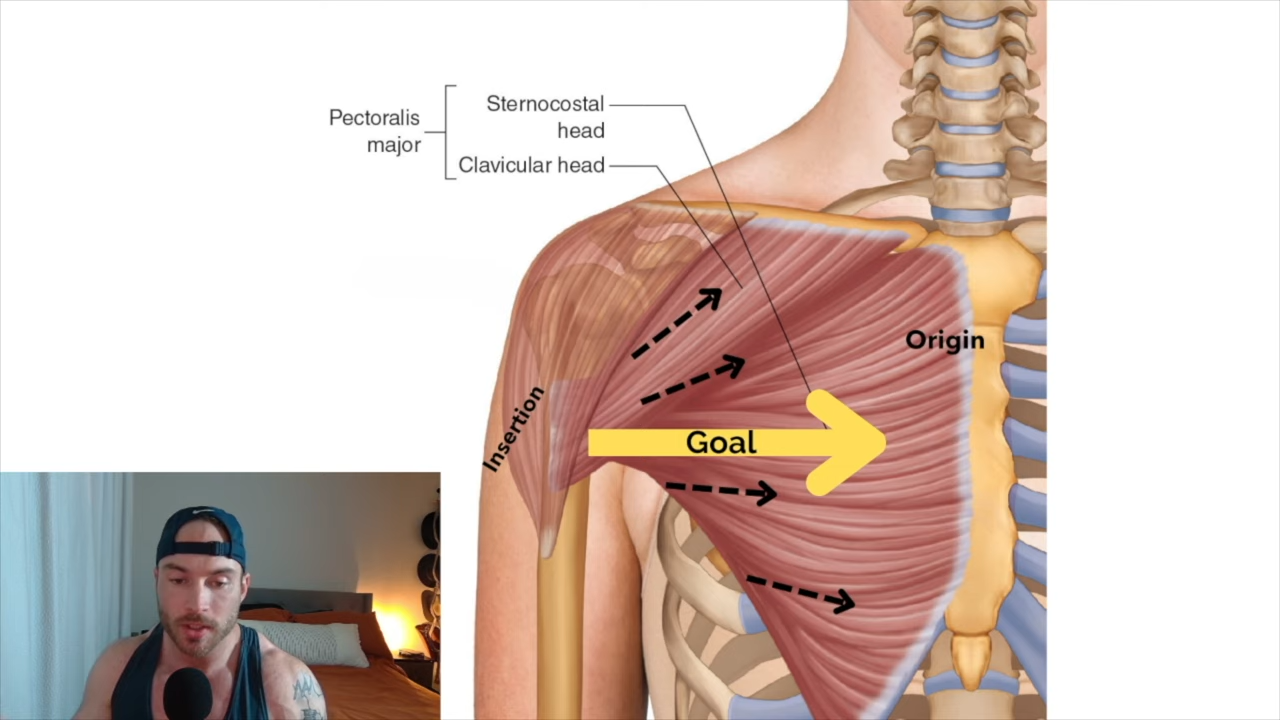 Pectoralis
major
Sternocostal
head
Clavicular head
Origin
Insertion
Goal